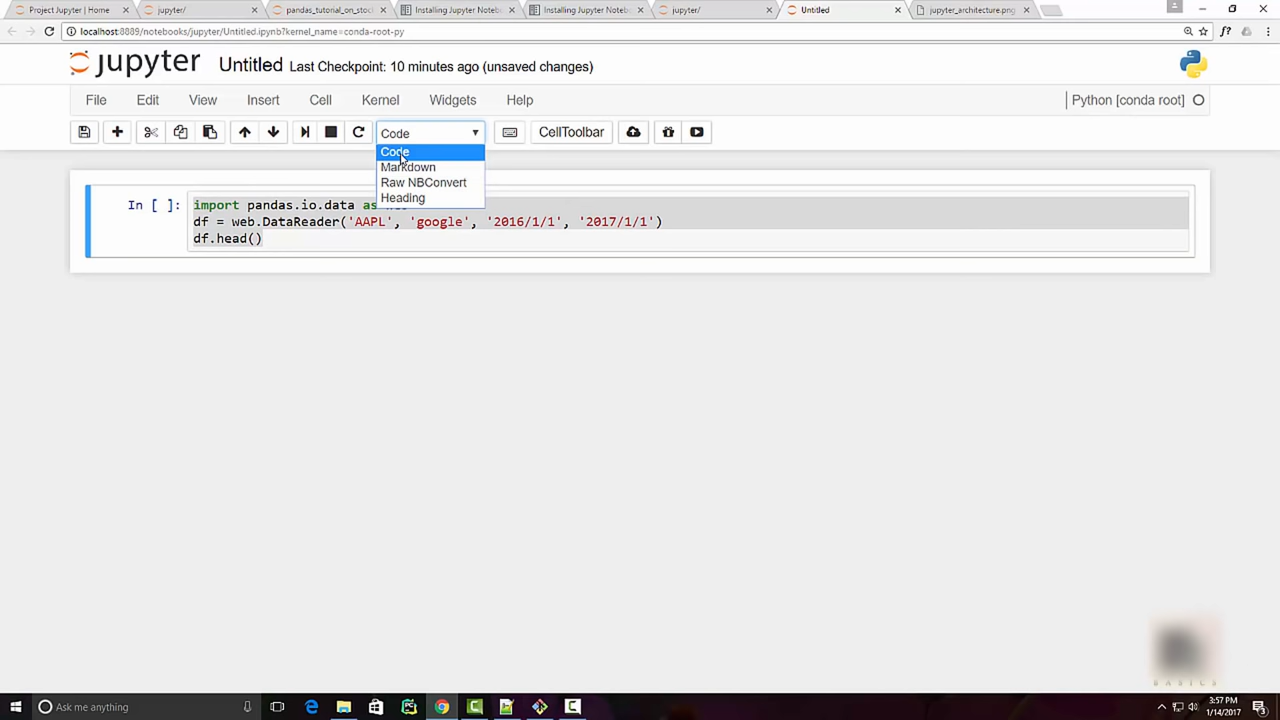 Project Jupyter | Home
jupyter/
pandas_tutorial_on_stock
Installing Jupyter Notebo
Installing Jupyter Notebo
jupyter/
Untitled
jupyter_architecture.png
localhost:8889/notebooks/jupyter/Untitled.ipynb?kernel_name=conda-root-py
f?
jupyter Untitled Last Checkpoint: 10 minutes ago (unsaved changes)
File Edit View Insert Cell Kernel Widgets Help Python [conda root]
Code CellToolbar
Code
Markdown
Raw NBConvert
Heading
In [ ]: import pandas.io.data as
df = web.DataReader('AAPL', 'google', '2016/1/1', '2017/1/1')
df.head()
BASICS
Ask me anything
3:57 PM
1/14/2017